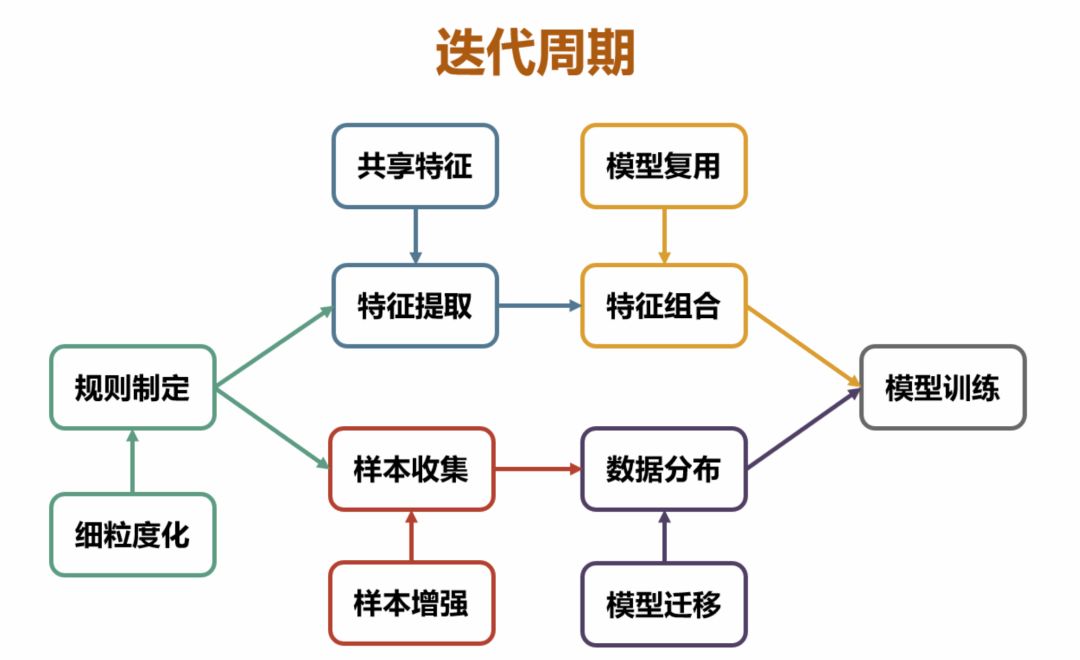 迭代周期
共享特征
模型复用
特征提取
特征组合
规则制定
模型训练
样本收集
数据分布
细粒度化
样本增强
模型迁移